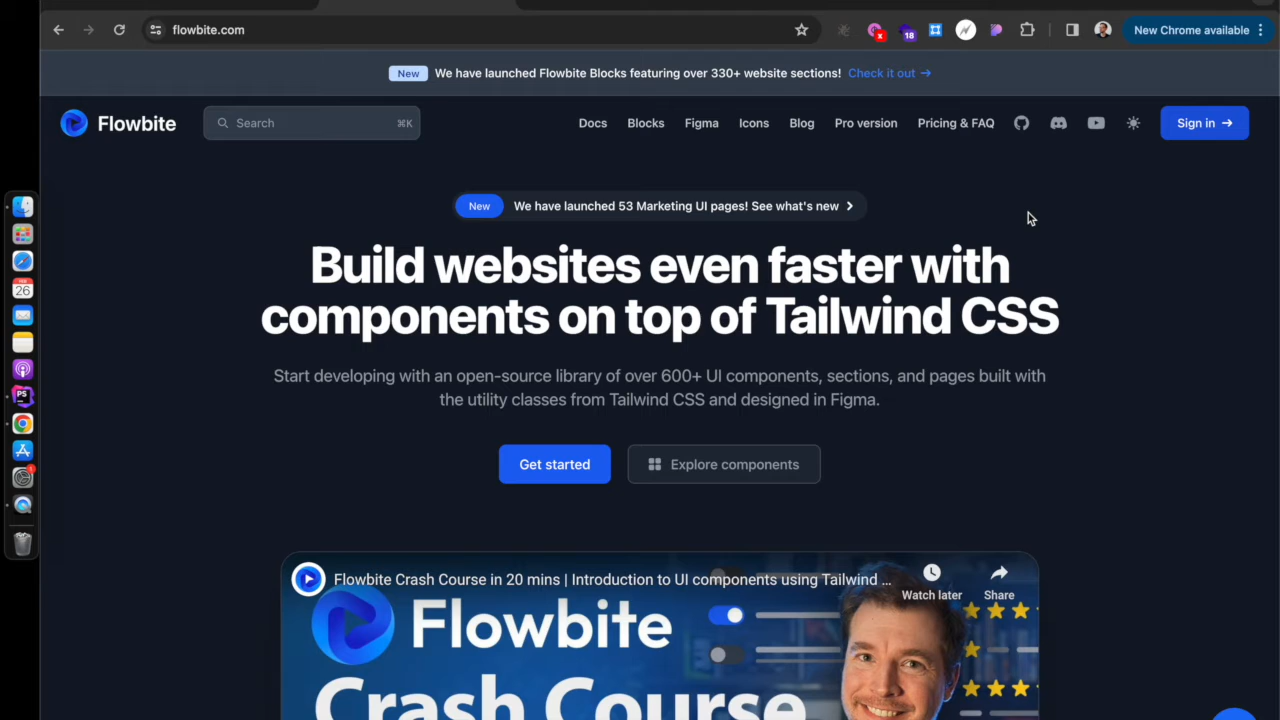 flowbite.com
x
18
New Chrome available
New We have launched Flowbite Blocks featuring over 330+ website sections! Check it out →
Flowbite
Search
⌘K
Docs
Blocks
Figma
Icons
Blog
Pro version
Pricing & FAQ
Sign in →
New We have launched 53 Marketing UI pages! See what's new
Build websites even faster with
components on top of Tailwind CSS
Start developing with an open-source library of over 600+ UI components, sections, and pages built with
the utility classes from Tailwind CSS and designed in Figma.
Get started
Explore components
Flowbite Crash Course in 20 mins | Introduction to UI components using Tailwind ...
Watch later
Share
Flowbite
Crash Course
26
PS